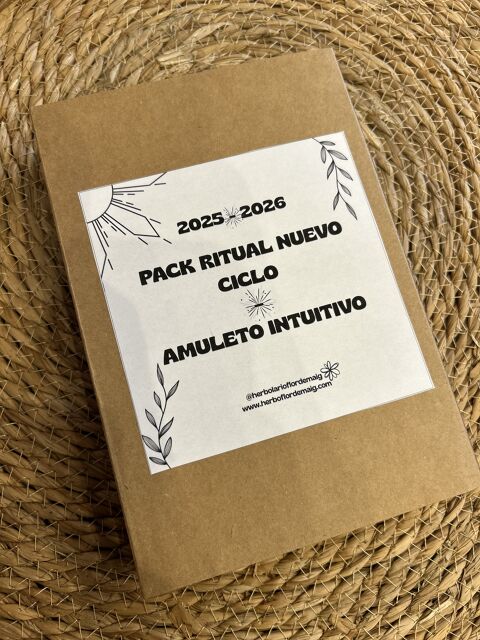 2025 2026
PACK RITUAL NUEVO
CICLO
AMULETO INTUITIVO
@herbolarioflordemaig
www.herboflordemaig.com